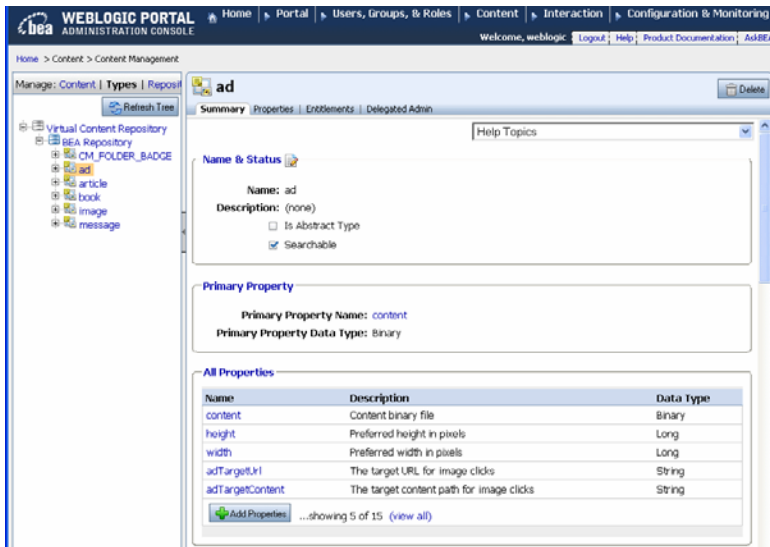 bea WEBLOGIC PORTAL Home Portal Users, Groups, & Roles Content Interaction Configuration & Monitoring
ADMINISTRATION CONSOLE
Welcome, weblogic Logout Help Product Documentation AskBEA
Home > Content > Content Management
Manage: Content | Types | Reposit
Refresh Tree
Virtual Content Repository
BEA Repository
CM_FOLDER_BADGE
ad
article
book
image
message
ad
Delete
Summary Properties | Entitlements | Delegated Admin
Help Topics
Name & Status
Name: ad
Description: (none)
Is Abstract Type
Searchable
Primary Property
Primary Property Name: content
Primary Property Data Type: Binary
All Properties
Name Description Data Type
content Content binary file Binary
height Preferred height in pixels Long
width Preferred width in pixels Long
adTargetUrl The target URL for image clicks String
adTargetContent The target content path for image clicks String
Add Properties ...showing 5 of 15 (view all)